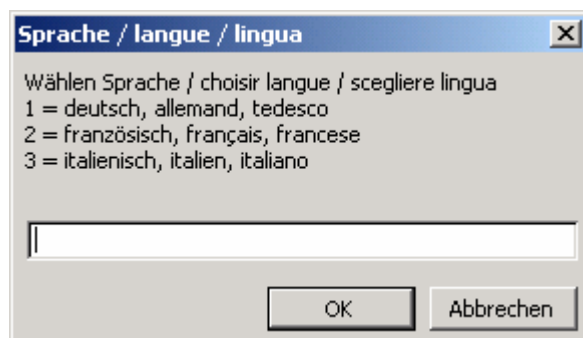 Sprache / langue / lingua
Wählen Sprache / choisir langue / scegliere lingua
1 = deutsch, allemand, tedesco
2 = französisch, français, francese
3 = italienisch, italien, italiano
OK
Abbrechen